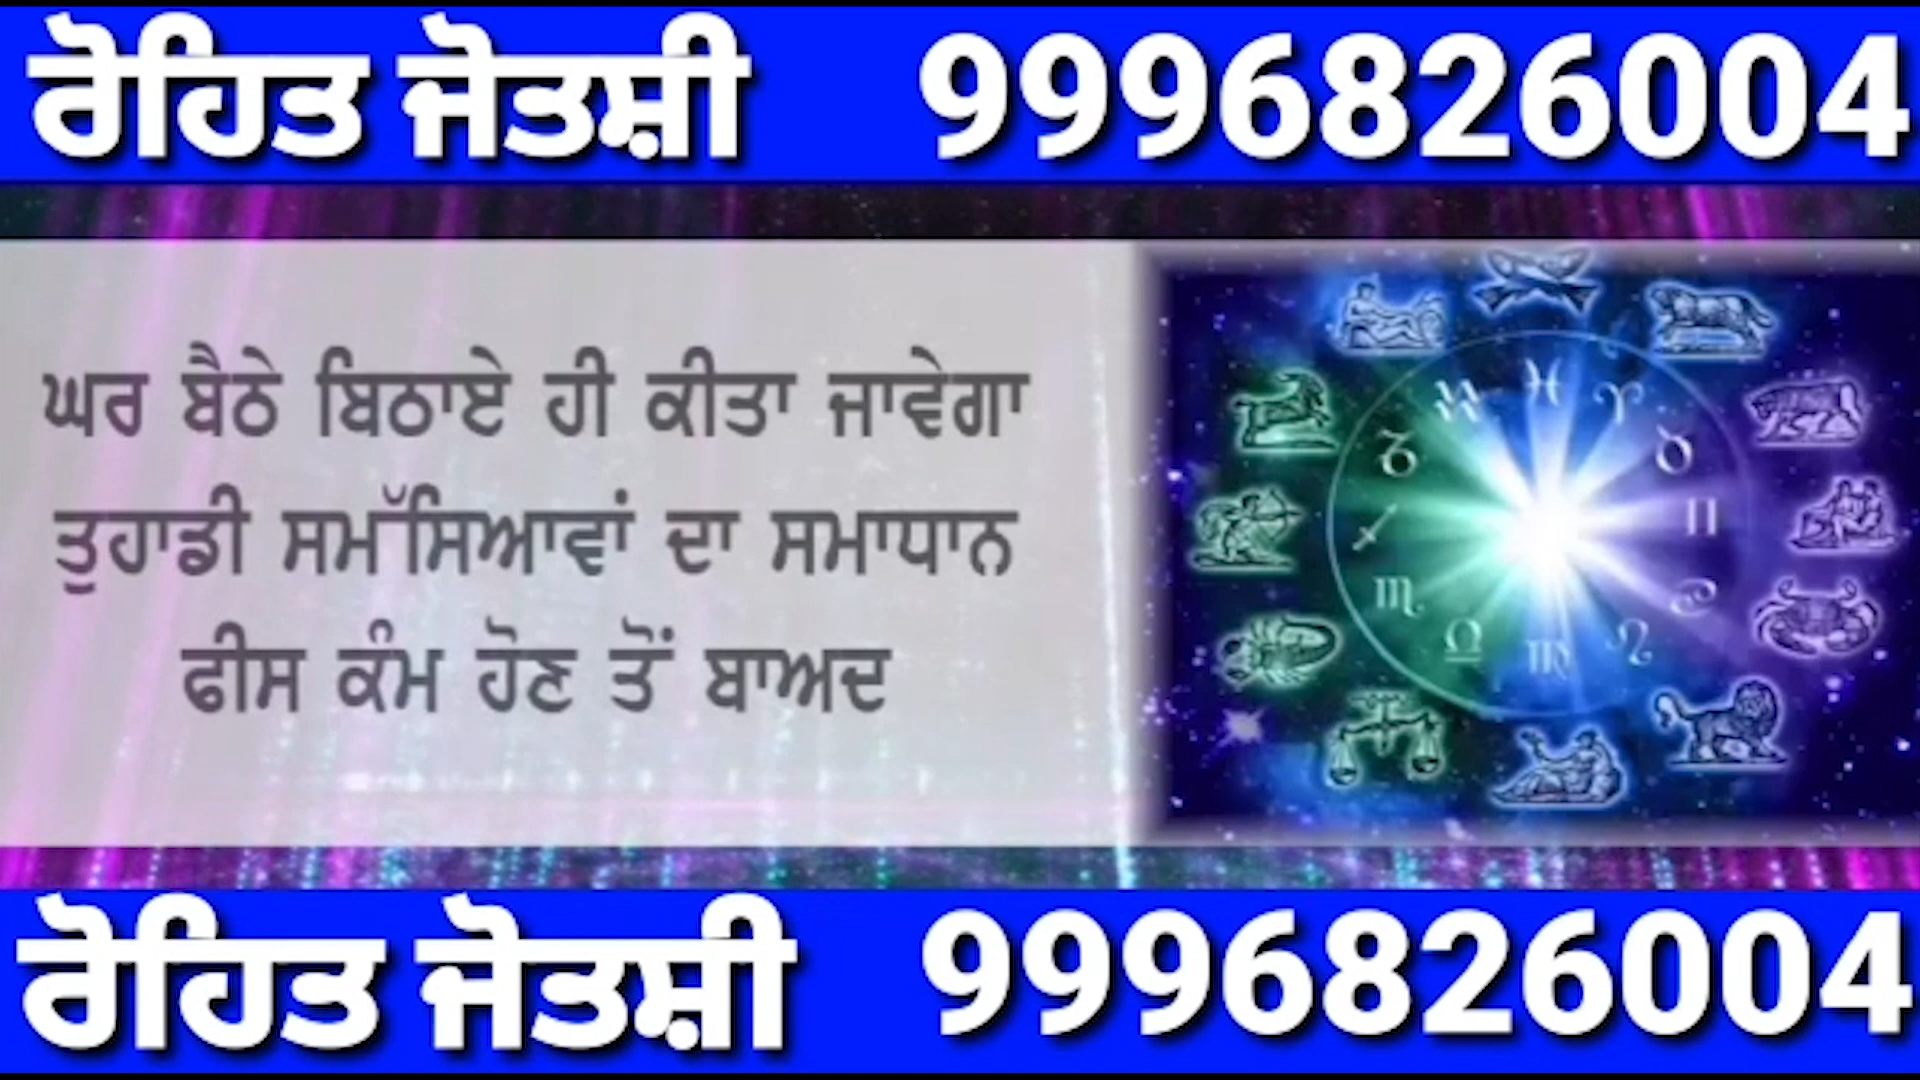 ਰੋਹਿਤ ਜੋਤਸ਼ੀ 9996826004
ਘਰ ਬੈਠੇ ਬਿਠਾਏ ਹੀ ਕੀਤਾ ਜਾਵੇਗਾ
ਤੁਹਾਡੀ ਸਮੱਸਿਆਵਾਂ ਦਾ ਸਮਾਧਾਨ
ਫੀਸ ਕੰਮ ਹੋਣ ਤੋਂ ਬਾਅਦ
ਰੋਹਿਤ ਜੋਤਸ਼ੀ 9996826004